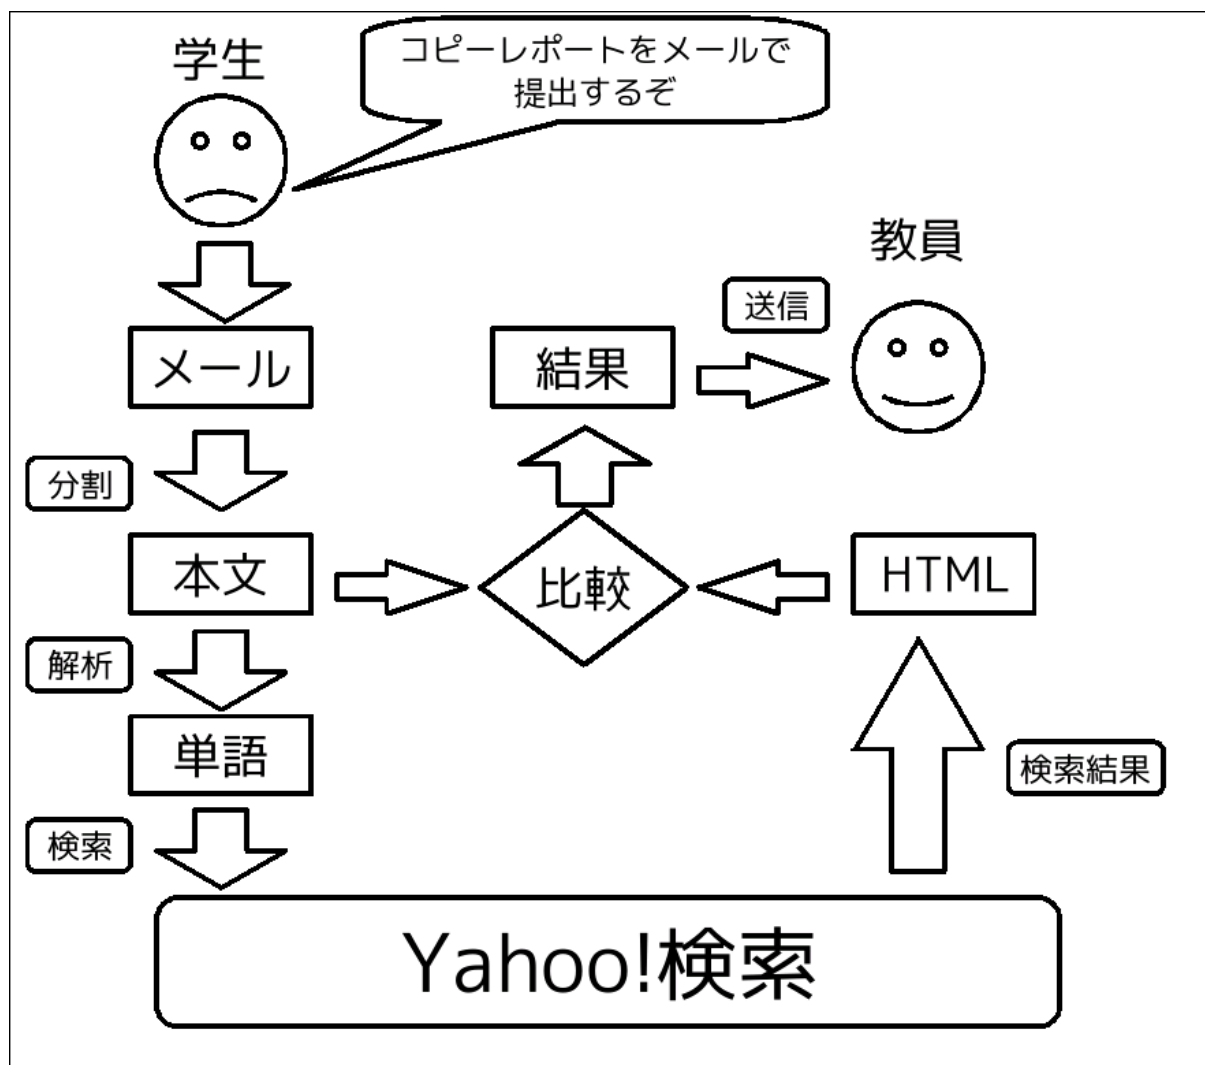 学生
コピーレポートをメールで
提出するぞ
教員
送信
メール
結果
分割
本文
比較
HTML
解析
単語
検索結果
検索
Yahoo!検索